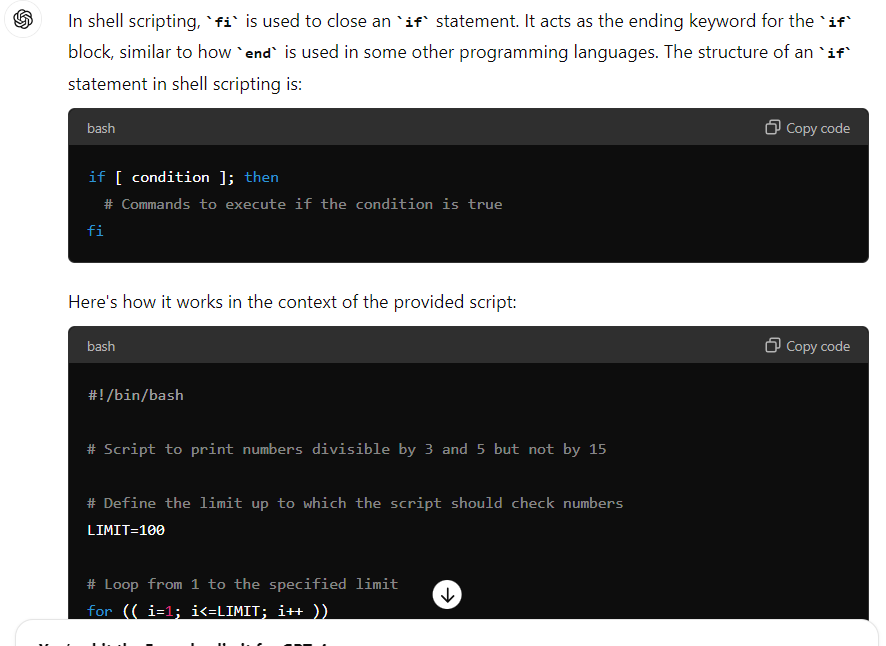 In shell scripting, `fi` is used to close an `if` statement. It acts as the ending keyword for the `if`
block, similar to how `end` is used in some other programming languages. The structure of an `if`
statement in shell scripting is:
bash
Copy code
if [ condition ]; then
# Commands to execute if the condition is true
fi
Here's how it works in the context of the provided script:
bash
Copy code
#!/bin/bash
# Script to print numbers divisible by 3 and 5 but not by 15
# Define the limit up to which the script should check numbers
LIMIT=100
# Loop from 1 to the specified limit
for (( i=1; i<=LIMIT; i++ ))